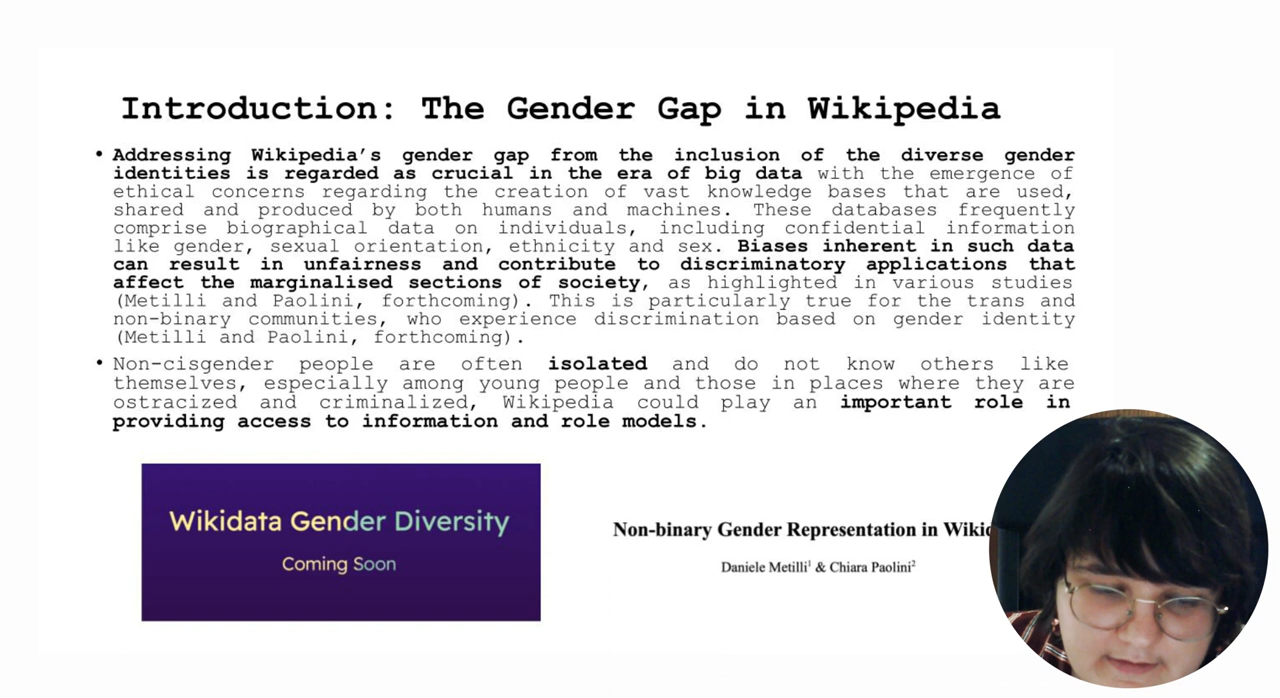 Introduction: The Gender Gap in Wikipedia
• Addressing Wikipedia’s gender gap from the inclusion of the diverse gender
identities is regarded as crucial in the era of big data with the emergence of
ethical concerns regarding the creation of vast knowledge bases that are used,
shared and produced by both humans and machines. These databases frequently
comprise biographical data on individuals, including confidential information
like gender, sexual orientation, ethnicity and sex. Biases inherent in such data
can result in unfairness and contribute to discriminatory applications that
affect the marginalised sections of society, as highlighted in various studies
(Metilli and Paolini, forthcoming). This is particularly true for the trans and
non-binary communities, who experience discrimination based on gender identity
(Metilli and Paolini, forthcoming).
• Non-cisgender people are often isolated and do not know others like
themselves, especially among young people and those in places where they are
ostracized and criminalized, Wikipedia could play an important role in
providing access to information and role models.
Wikidata Gender Diversity
Coming Soon
Non-binary Gender Representation in
Daniele Metilli¹ & Chiara Paolini²